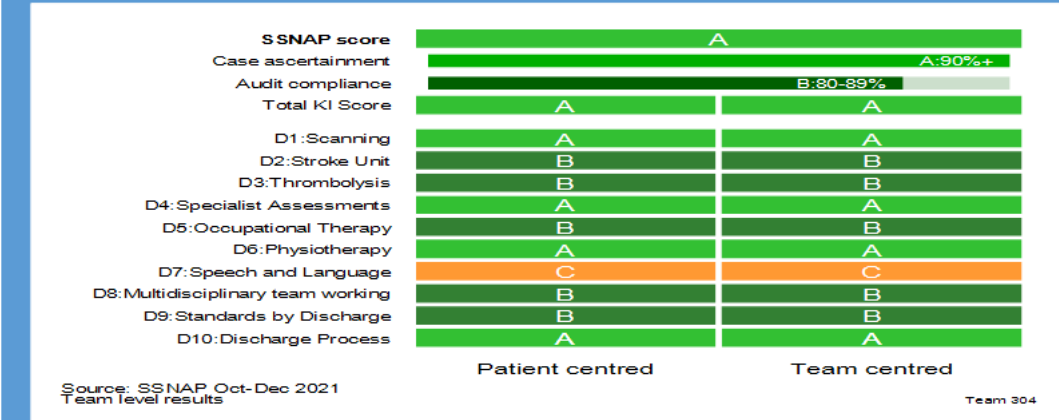 SSNAP score A
Case ascertainment A:90%+
Audit compliance B:80-89%
Total KI Score A A
D1:Scanning A A
D2:Stroke Unit B B
D3:Thrombolysis B B
D4:Specialist Assessments A A
D5:Occupational Therapy B B
D6:Physiotherapy A A
D7:Speech and Language C C
D8:Multidisciplinary team working B B
D9:Standards by Discharge B B
D10:Discharge Process A A
Patient centred Team centred
Source: SSNAP Oct-Dec 2021
Team level results Team 304